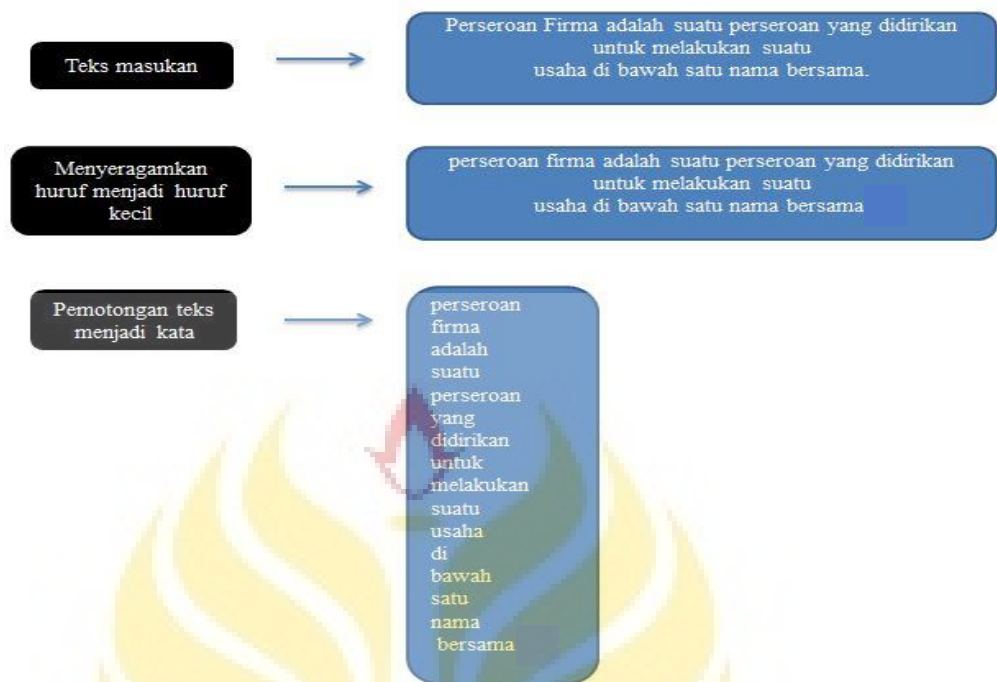 Teks masukan
Perseroan Firma adalah suatu perseroan yang didirikan
untuk melakukan suatu
usaha di bawah satu nama bersama.
Menyeragamkan
huruf menjadi huruf
kecil
perseroan firma adalah suatu perseroan yang didirikan
untuk melakukan suatu
usaha di bawah satu nama bersama
Pemotongan teks
menjadi kata
perseroan
firma
adalah
suatu
perseroan
yang
didirikan
untuk
melakukan
suatu
usaha
di
bawah
satu
nama
bersama